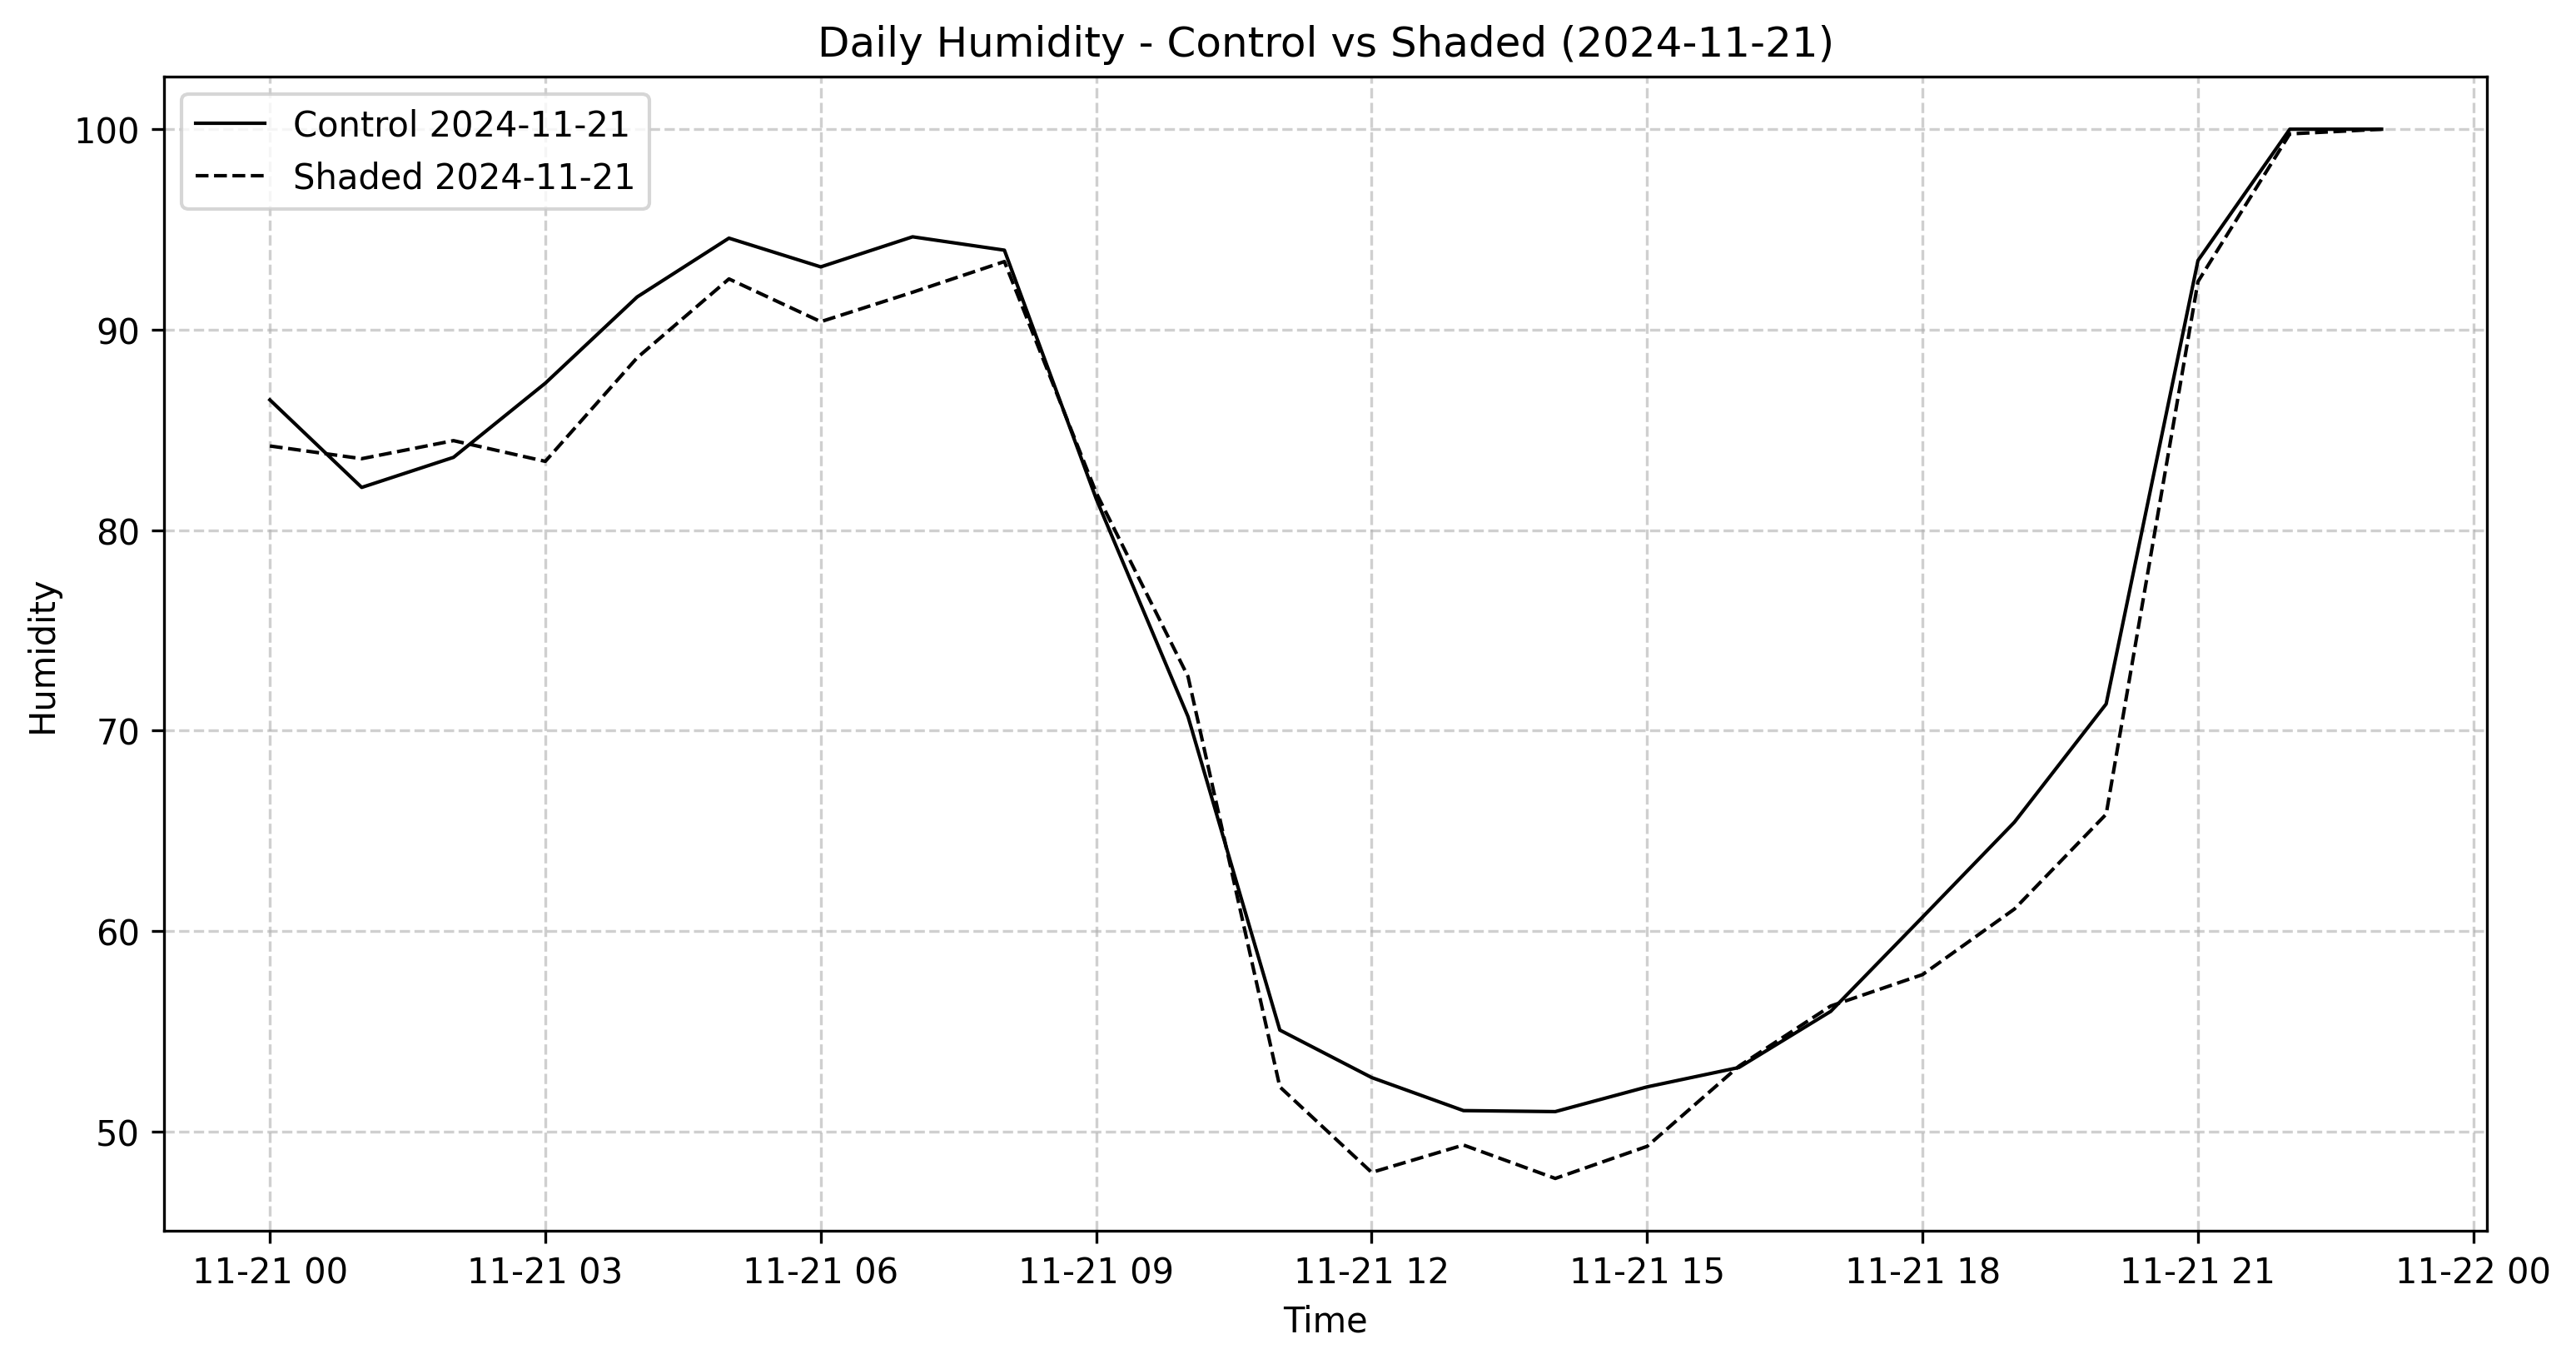 Daily Humidity - Control vs Shaded (2024-11-21)
Control 2024-11-21
Shaded 2024-11-21
100
90
80
70
60
50
Humidity
11-21 00 11-21 03 11-21 06 11-21 09 11-21 12 11-21 15 11-21 18 11-21 21 11-22 00
Time